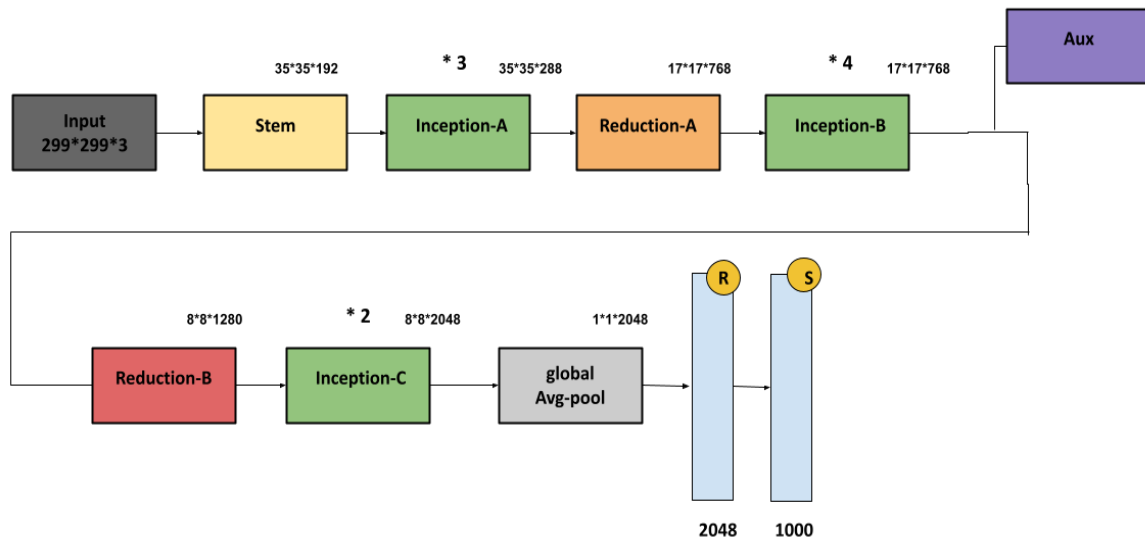 Aux
* 3
* 4
35*35*192
35*35*288
17*17*768
17*17*768
Input
299*299*3
Stem
Inception-A
Reduction-A
Inception-B
R
S
8*8*1280
* 2
8*8*2048
1*1*2048
Reduction-B
Inception-C
global
Avg-pool
2048
1000